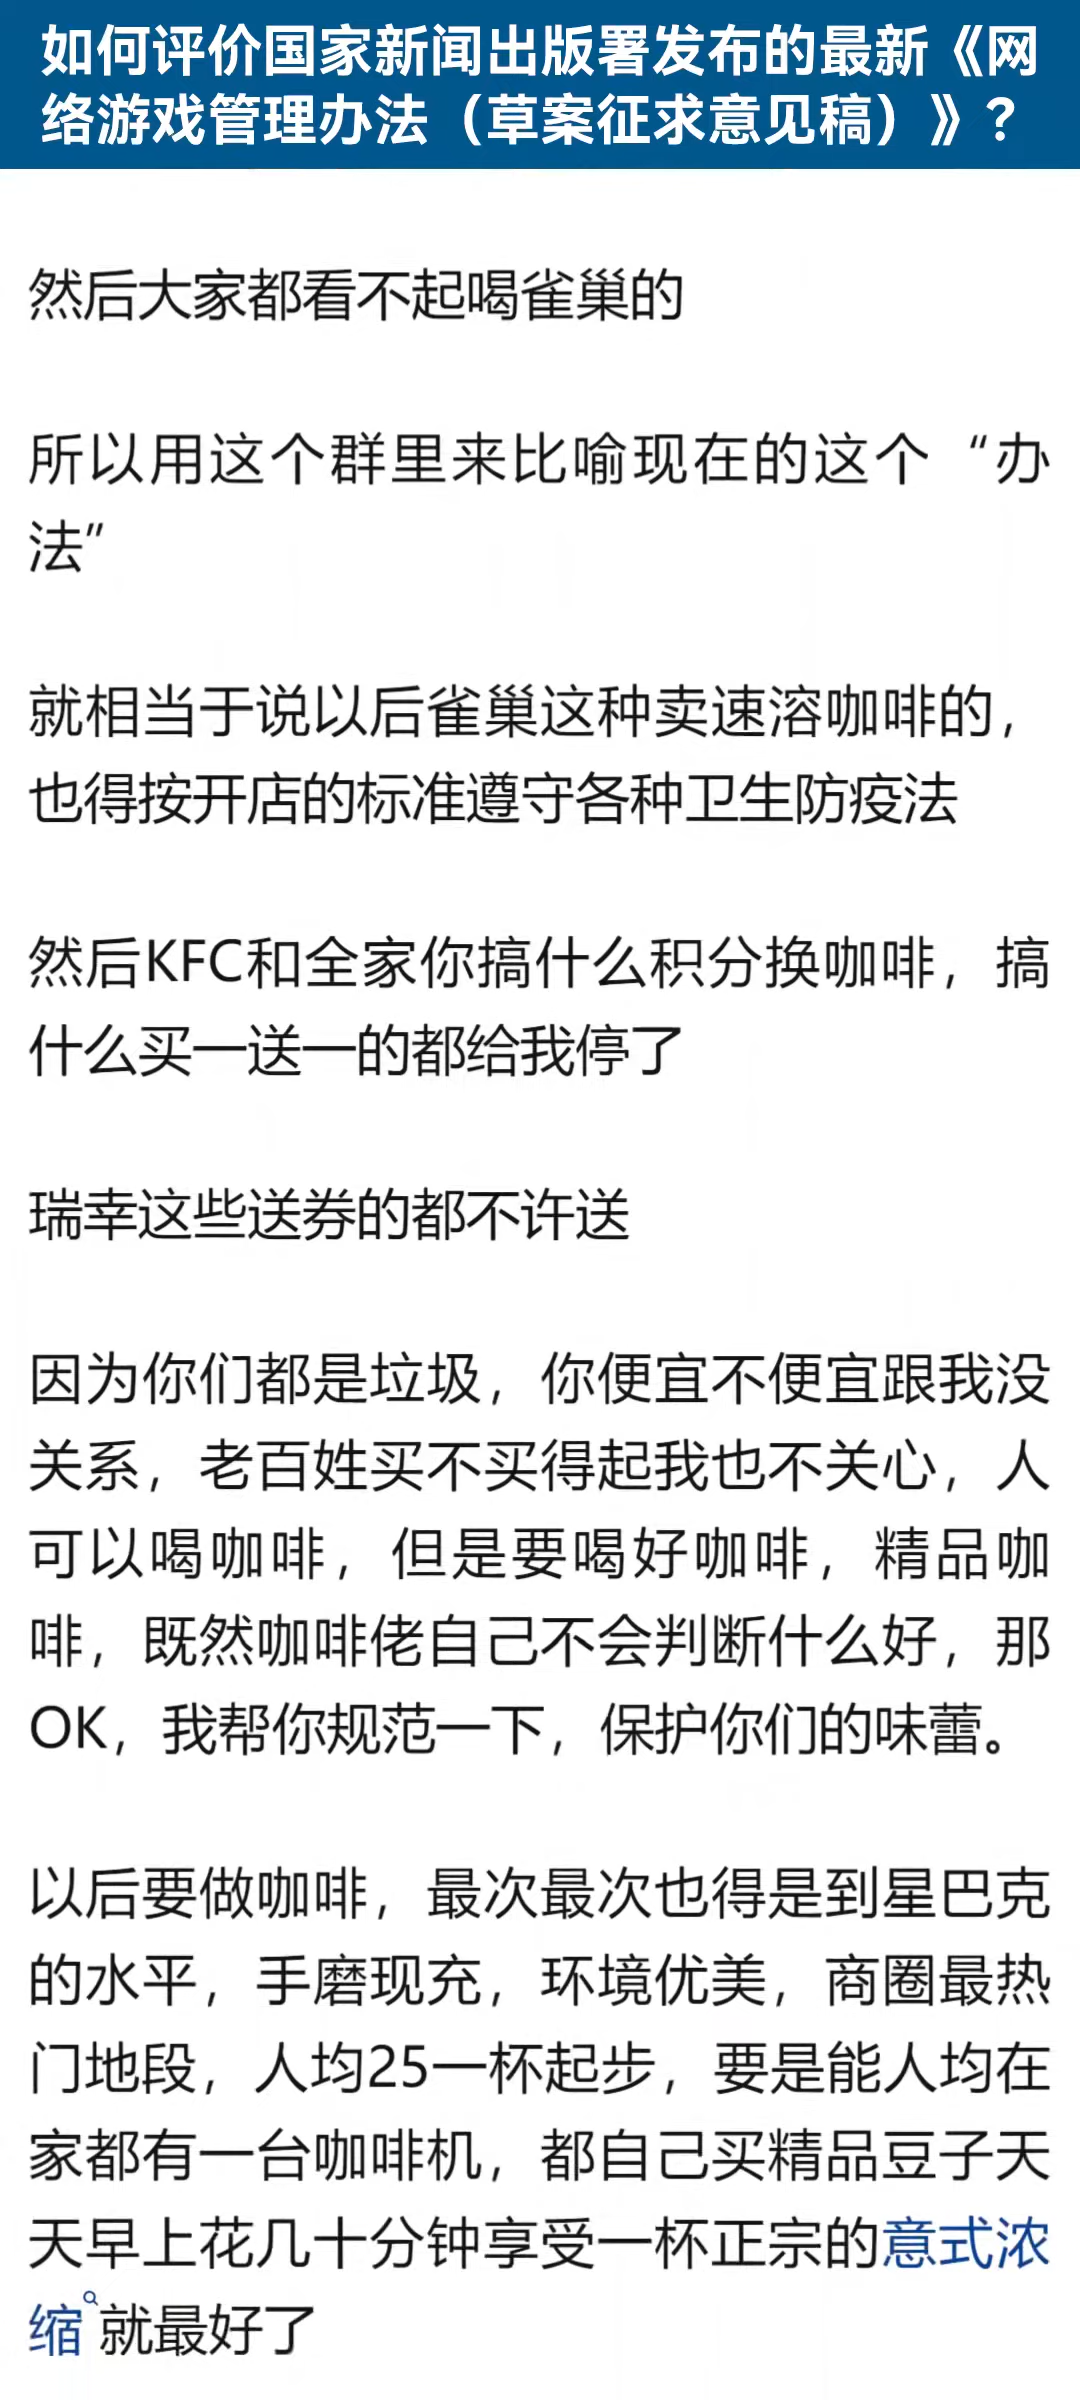 如何评价国家新闻出版署发布的最新《网
络游戏管理办法（草案征求意见稿）》？
然后大家都看不起喝雀巢的
所以用这个群里来比喻现在的这个“办
法”
就相当于说以后雀巢这种卖速溶咖啡的，
也得按开店的标准遵守各种卫生防疫法
然后KFC和全家你搞什么积分换咖啡，搞
什么买一送一的都给我停了
瑞幸这些送券的都不许送
因为你们都是垃圾，你便宜不便宜跟我没
关系，老百姓买不买得起我也不关心，人
可以喝咖啡，但是要喝好咖啡，精品咖
啡，既然咖啡佬自己不会判断什么好，那
OK，我帮你规范一下，保护你们的味蕾。
以后要做咖啡，最次最次也得是到星巴克
的水平，手磨现充，环境优美，商圈最热
门地段，人均25一杯起步，要是能人均在
家都有一台咖啡机，都自己买精品豆子天
天早上花几十分钟享受一杯正宗的意式浓
缩就最好了